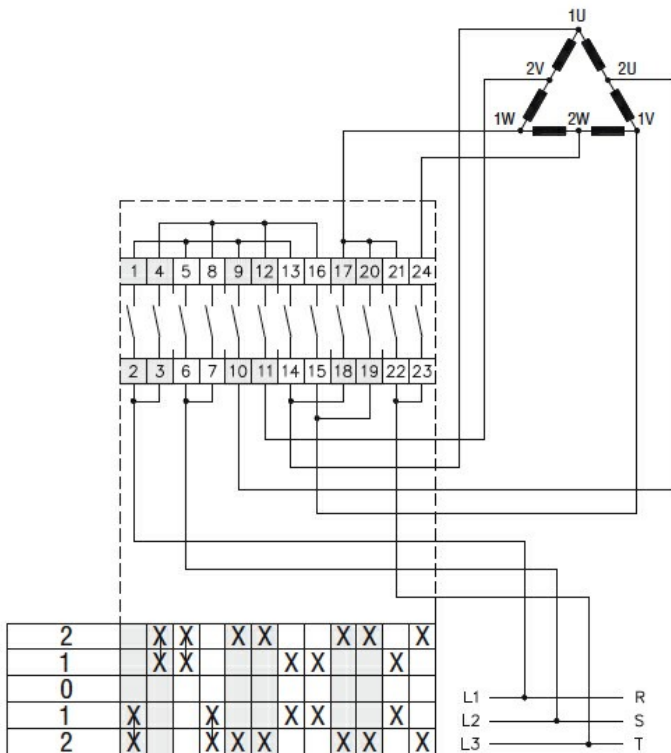 1U
2V 2U
1W 2W 1V
1 4 5 8 9 12 13 16 17 20 21 24
2 3 6 7 10 11 14 15 18 19 22 23
2 X X X X X X X
1 X X X X X
0
1 X X X X X
2 X X X X X X X
L1 R
L2 S
L3 T